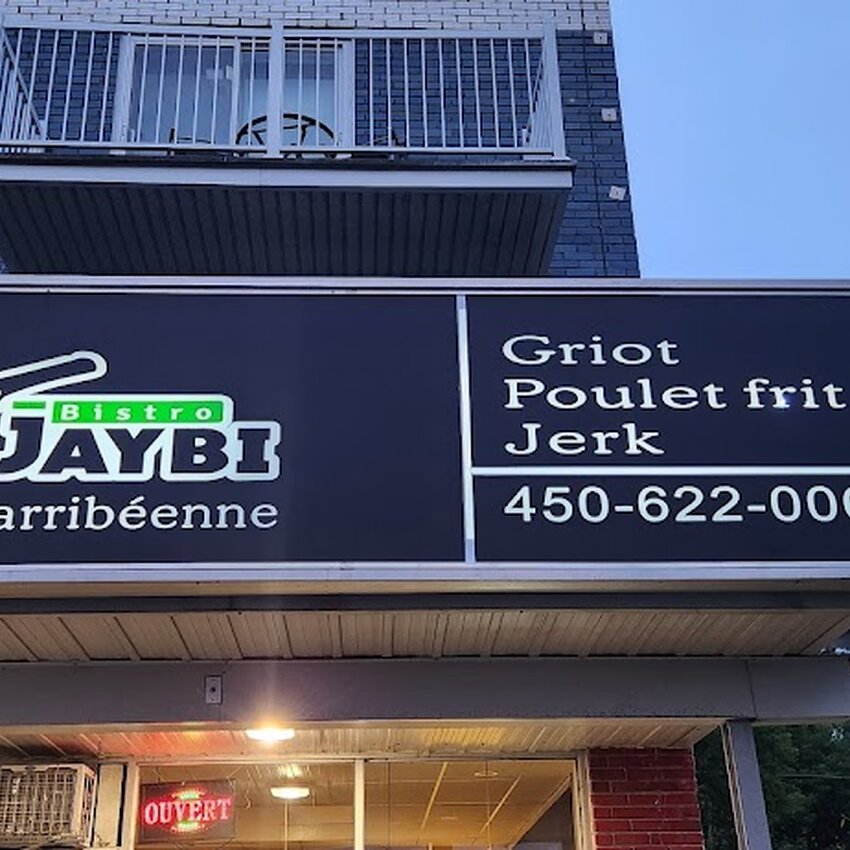 Bistro
JAYBI
arribéenne
Griot
Poulet frit
Jerk
450-622-000
OUVERT